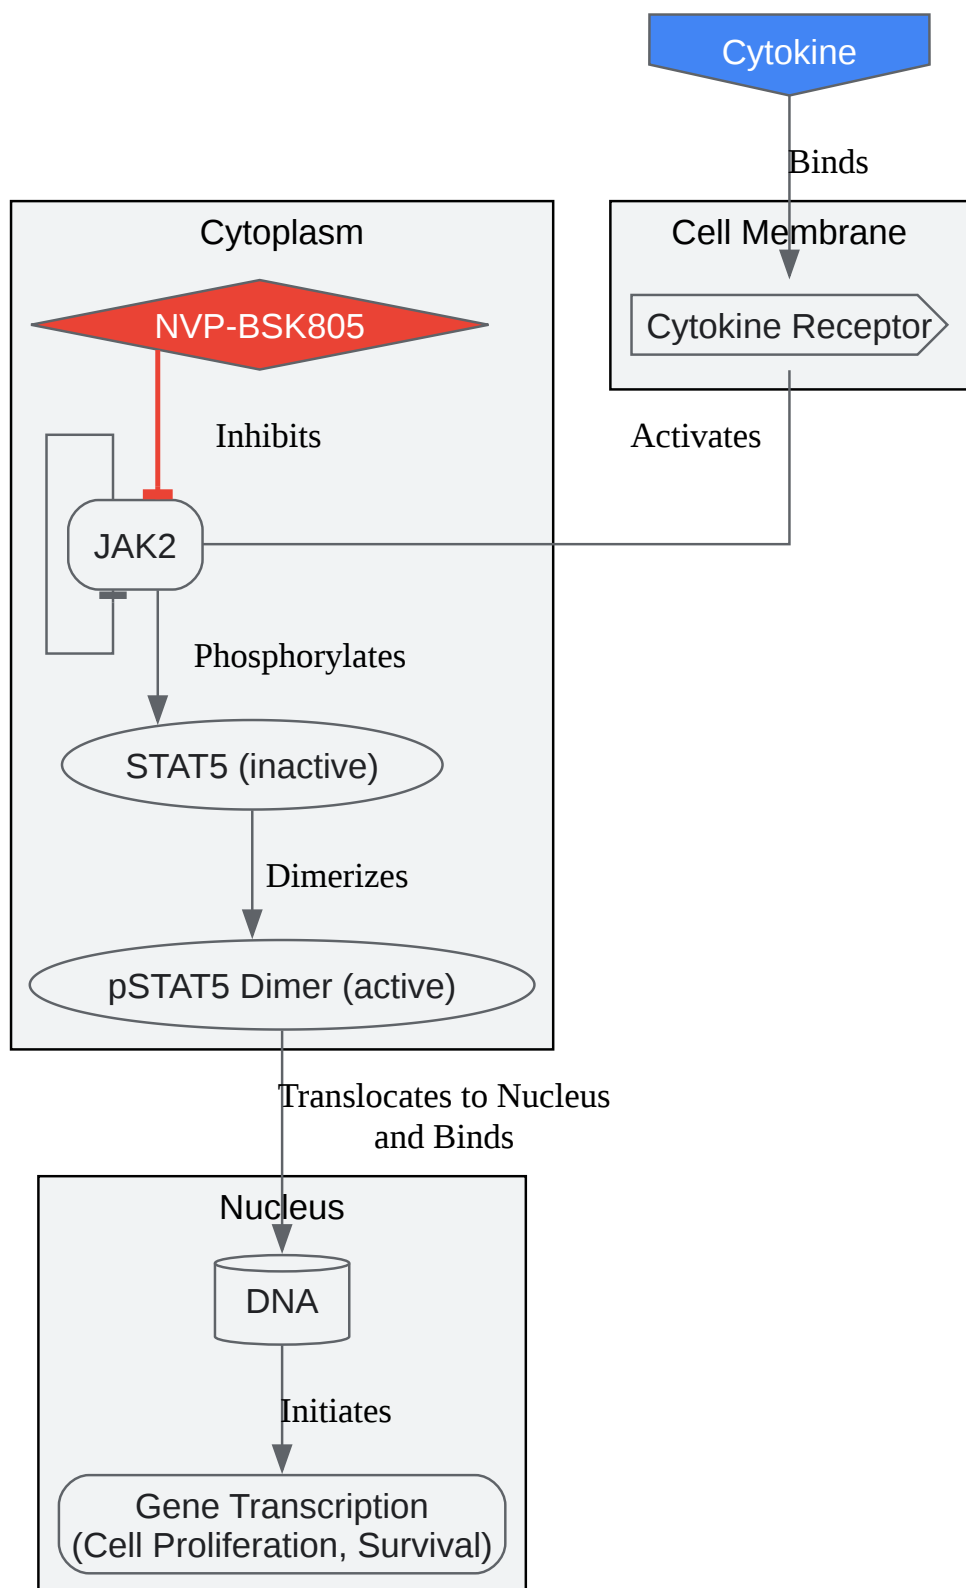 Cytokine
Binds
Cytoplasm
Cell Membrane
NVP-BSK805
Cytokine Receptor
Inhibits
Activates
JAK2
Phosphorylates
STAT5 (inactive)
Dimerizes
pSTAT5 Dimer (active)
Translocates to Nucleus
and Binds
Nucleus
DNA
Initiates
Gene Transcription
(Cell Proliferation, Survival)